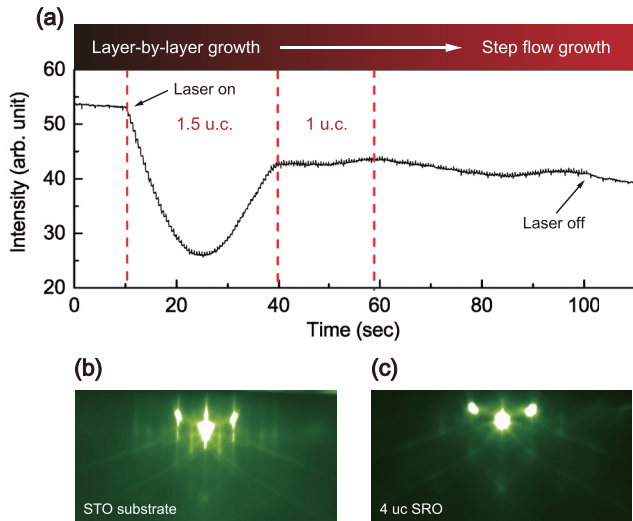 (a)
Layer-by-layer growth
Step flow growth
60
50
40
30
20
Intensity (arb. unit)
Laser on
1.5 u.c.
1 u.c.
Laser off
0
20
40
60
80
100
Time (sec)
(b)
(c)
STO substrate
4 uc SRO